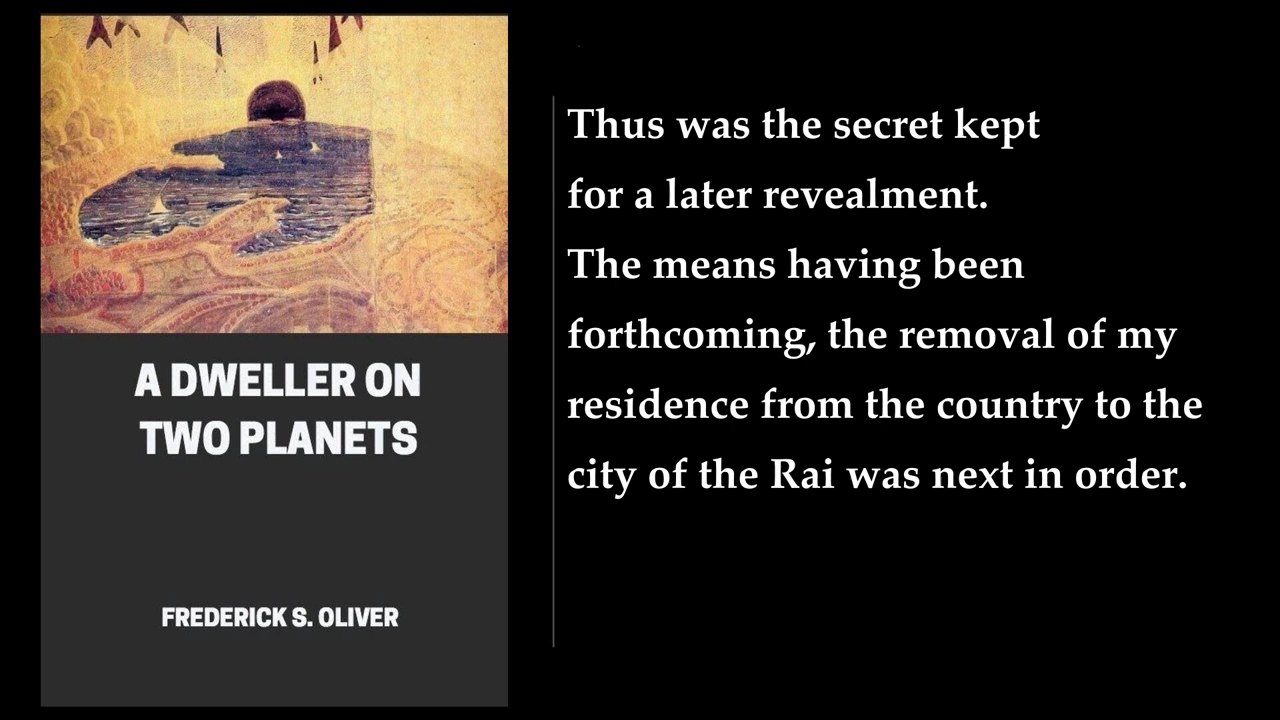 A DWELLER ON
TWO PLANETS
FREDERICK S. OLIVER
Thus was the secret kept
for a later revealment.
The means having been
forthcoming, the removal of my
residence from the country to the
city of the Rai was next in order.